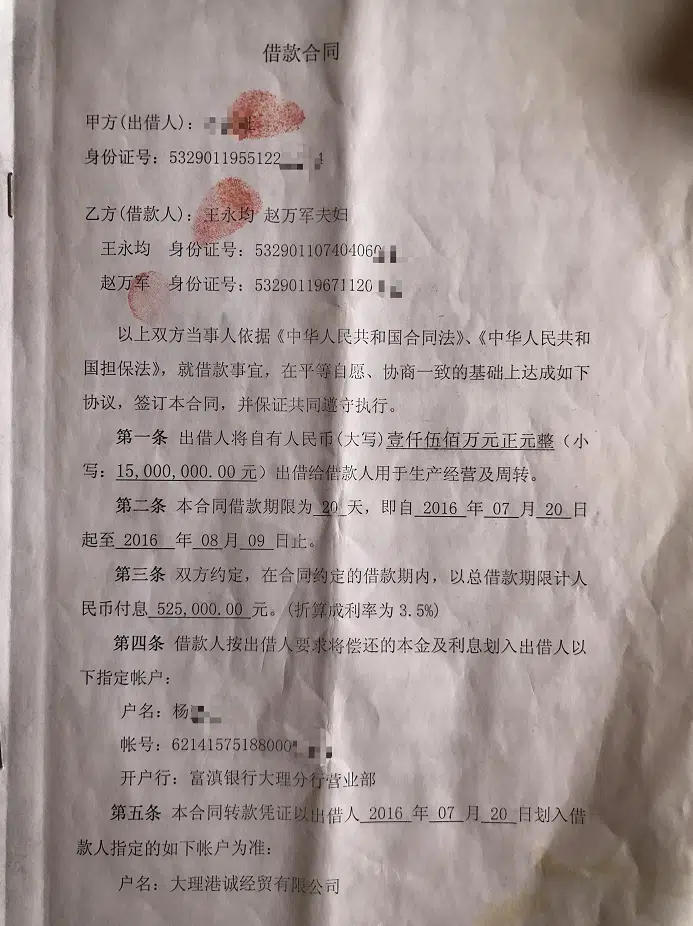 借款合同
甲方(出借人)：
身份证号：5329011955122 4
乙方(借款人)：王永均 赵万军夫妇
王永均 身份证号：53290110740406
赵万军 身份证号：53290119671120
以上双方当事人依据《中华人民共和国合同法》、《中华人民共和
国担保法》，就借款事宜，在平等自愿、协商一致的基础上达成如下
协议，签订本合同，并保证共同遵守执行。
第一条 出借人将自有人民币(大写)壹仟伍佰万元正元整（小
写：15,000,000.00 元）出借给借款人用于生产经营及周转。
第二条 本合同借款期限为 20 天，即自 2016 年 07 月 20 日
起至 2016 年 08 月 09 日止。
第三条 双方约定，在合同约定的借款期内，以总借款期限计人
民币付息 525,000.00 元。(折算成利率为 3.5%)
第四条 借款人按出借人要求将偿还的本金及利息划入出借人以
下指定帐户：
户名：杨
帐号：62141575188000
开户行：富滇银行大理分行营业部
第五条 本合同转款凭证以出借人 2016 年 07 月 20 日划入借
款人指定的如下帐户为准：
户名：大理港诚经贸有限公司